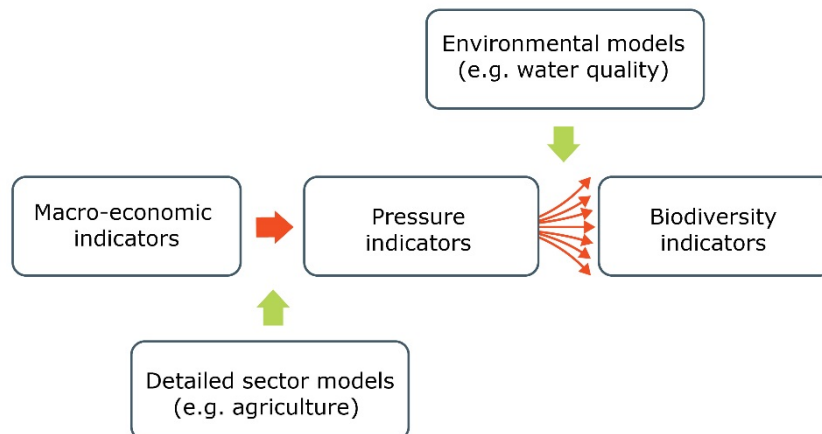 Environmental models
(e.g. water quality)
Macro-economic
indicators
Pressure
indicators
Biodiversity
indicators
Detailed sector models
(e.g. agriculture)